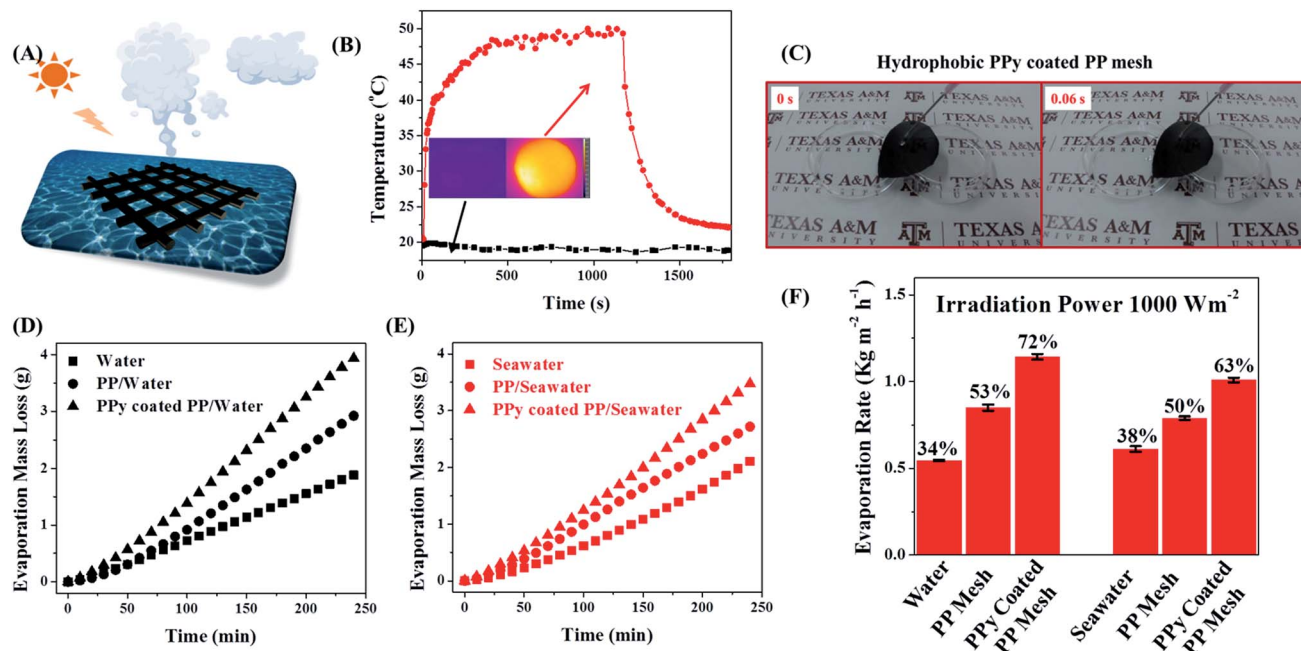 (A)
(B)
Temperature (°C)
50
45
40
35
30
25
20
0
500
1000
1500
Time (s)
(C)
Hydrophobic PPy coated PP mesh
0 s
TEXAS A&M
UNIVERSITY
0.06 s
TEXAS A&M
UNIVERSITY
(D)
Evaporation Mass Loss (g)
4
3
2
1
0
Water
PP/Water
PPy coated PP/Water
0
50
100
150
200
250
Time (min)
(E)
Evaporation Mass Loss (g)
4
3
2
1
0
Seawater
PP/Seawater
PPy coated PP/Seawater
0
50
100
150
200
250
Time (min)
(F)
Evaporation Rate (Kg m⁻² h⁻¹)
1.5
1.0
0.5
0.0
Irradiation Power 1000 Wm⁻²
34%
53%
72%
38%
50%
63%
Water
PP Mesh
PPy Coated
PP Mesh
Seawater
PP Mesh
PPy Coated
PP Mesh